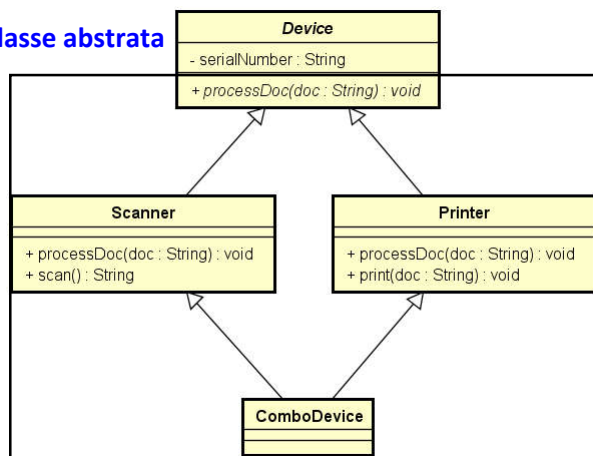 lasse abstrata
Device
- serialNumber : String
+ processDoc(doc : String) : void
Scanner
+ processDoc(doc : String) : void
+ scan() : String
Printer
+ processDoc(doc : String) : void
+ print(doc : String) : void
ComboDevice